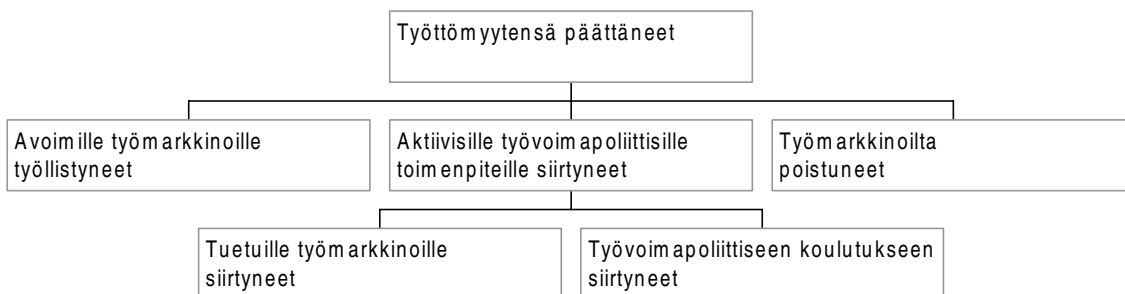 Työttömyytensä päättäneet
Avoimille työmarkkinoille
työllistyneet
Aktiivisille työvoimapoliittisille
toimenpiteille siirtyneet
Työmarkkinoilta
poistuneet
Tuetuille työmarkkinoille
siirtyneet
Työvoimapoliittiseen koulutukseen
siirtyneet